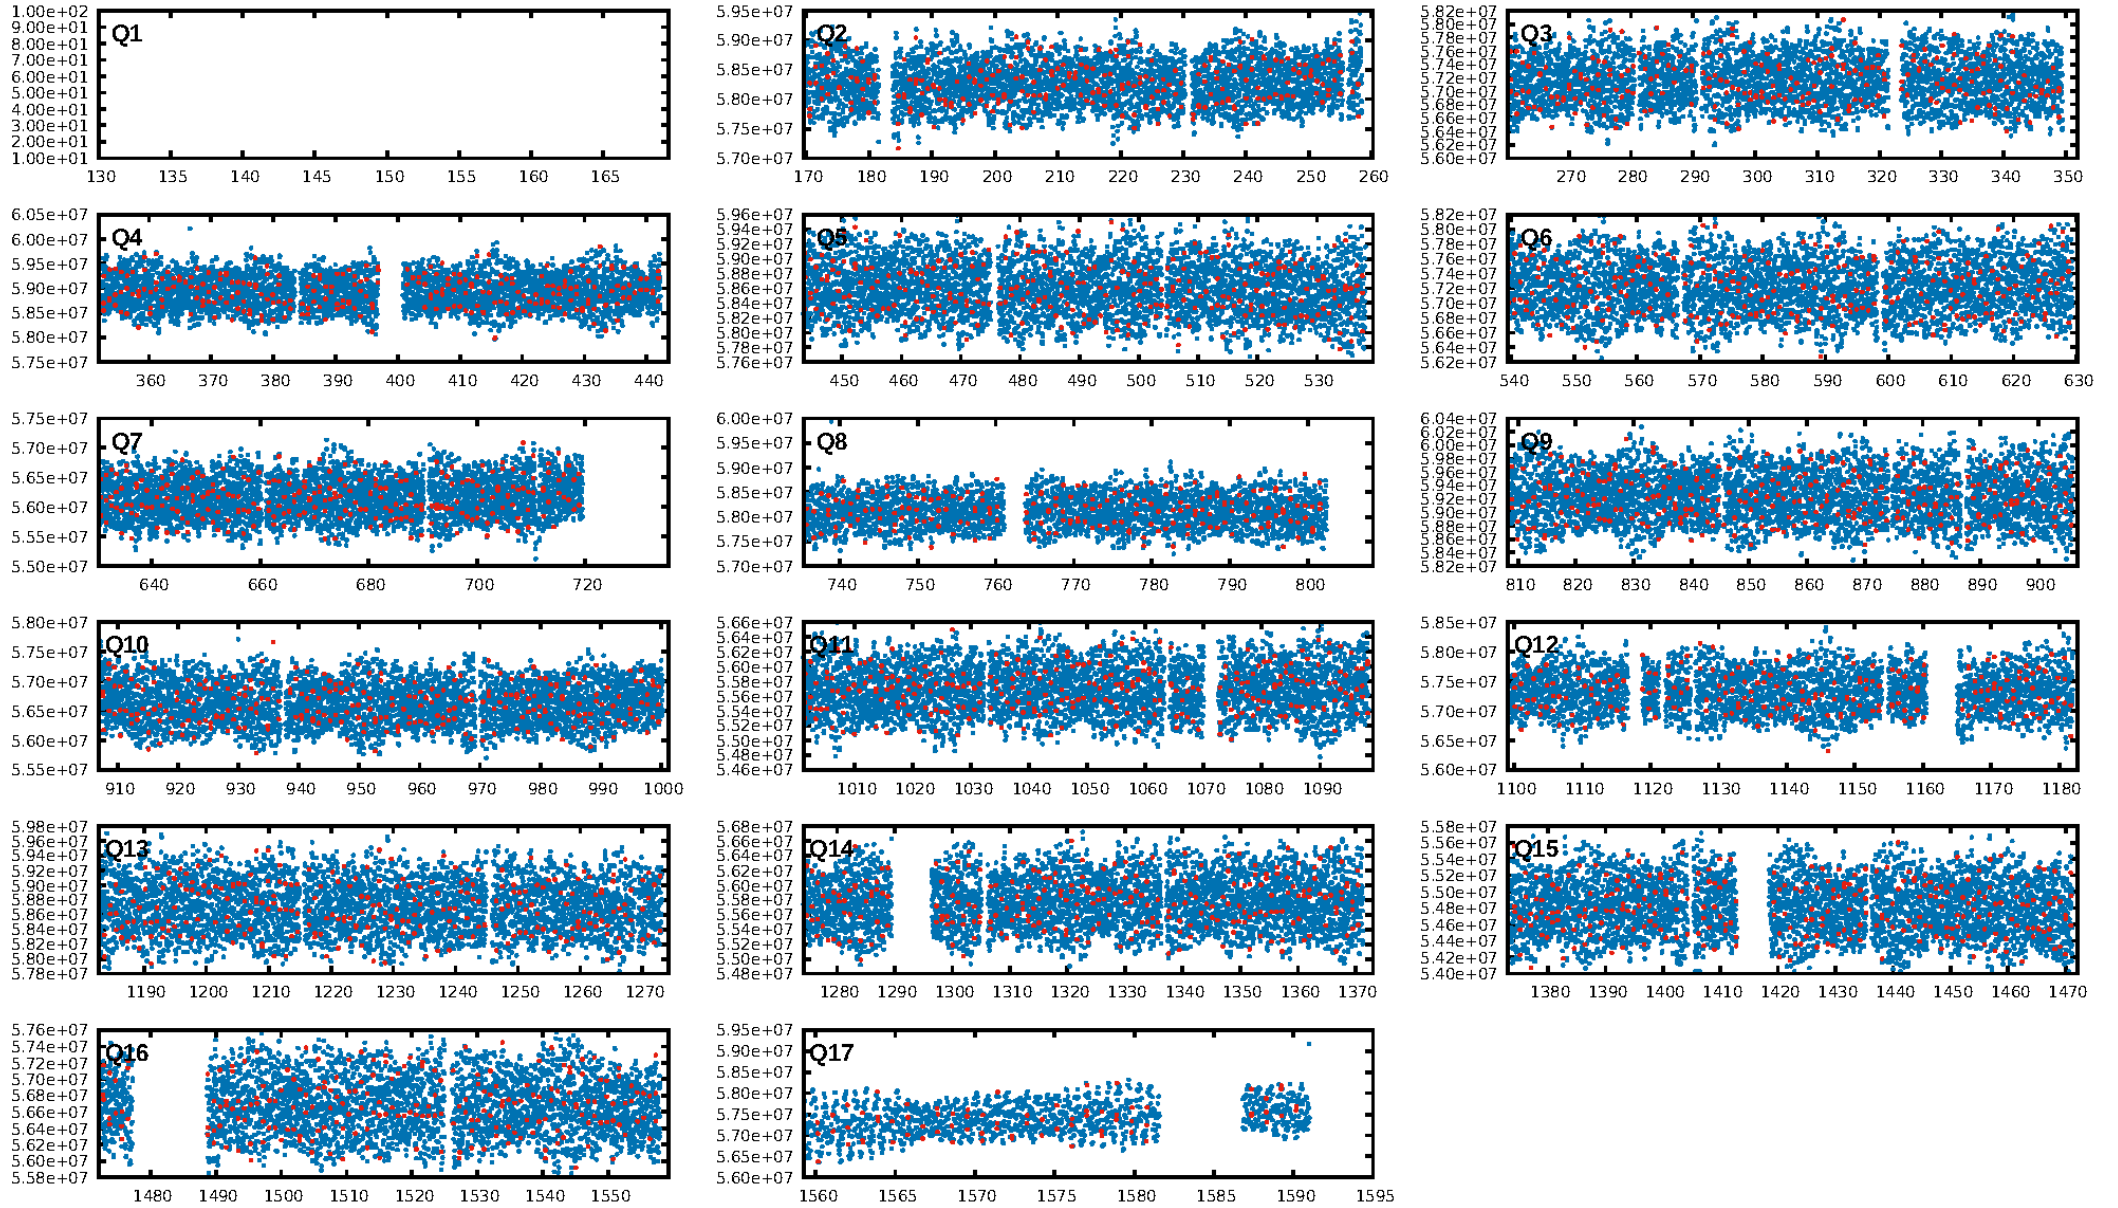 1.00e+02
9.00e+01
8.00e+01
7.00e+01
6.00e+01
5.00e+01
4.00e+01
3.00e+01
2.00e+01
1.00e+01
Q1
130 135 140 145 150 155 160 165
5.95e+07
5.90e+07
5.85e+07
5.80e+07
5.75e+07
5.70e+07
Q2
170 180 190 200 210 220 230 240 250 260
5.82e+07
5.80e+07
5.78e+07
5.76e+07
5.74e+07
5.72e+07
5.70e+07
5.68e+07
5.66e+07
5.64e+07
5.62e+07
5.60e+07
Q3
270 280 290 300 310 320 330 340 350
6.05e+07
6.00e+07
5.95e+07
5.90e+07
5.85e+07
5.80e+07
5.75e+07
Q4
360 370 380 390 400 410 420 430 440
5.96e+07
5.94e+07
5.92e+07
5.90e+07
5.88e+07
5.86e+07
5.84e+07
5.82e+07
5.80e+07
5.78e+07
5.76e+07
Q5
450 460 470 480 490 500 510 520 530
5.82e+07
5.80e+07
5.78e+07
5.76e+07
5.74e+07
5.72e+07
5.70e+07
5.68e+07
5.66e+07
5.64e+07
5.62e+07
Q6
540 550 560 570 580 590 600 610 620 630
5.75e+07
5.70e+07
5.65e+07
5.60e+07
5.55e+07
5.50e+07
Q7
640 660 680 700 720
6.00e+07
5.95e+07
5.90e+07
5.85e+07
5.80e+07
5.75e+07
5.70e+07
Q8
740 750 760 770 780 790 800
6.04e+07
6.02e+07
6.00e+07
5.98e+07
5.96e+07
5.94e+07
5.92e+07
5.90e+07
5.88e+07
5.86e+07
5.84e+07
5.82e+07
Q9
810 820 830 840 850 860 870 880 890 900
5.80e+07
5.75e+07
5.70e+07
5.65e+07
5.60e+07
5.55e+07
Q10
910 920 930 940 950 960 970 980 990 1000
5.66e+07
5.64e+07
5.62e+07
5.60e+07
5.58e+07
5.56e+07
5.54e+07
5.52e+07
5.50e+07
5.48e+07
5.46e+07
Q11
1010 1020 1030 1040 1050 1060 1070 1080 1090
5.85e+07
5.80e+07
5.75e+07
5.70e+07
5.65e+07
5.60e+07
Q12
1100 1110 1120 1130 1140 1150 1160 1170 1180
5.98e+07
5.96e+07
5.94e+07
5.92e+07
5.90e+07
5.88e+07
5.86e+07
5.84e+07
5.82e+07
5.80e+07
5.78e+07
Q13
1190 1200 1210 1220 1230 1240 1250 1260 1270
5.68e+07
5.66e+07
5.64e+07
5.62e+07
5.60e+07
5.58e+07
5.56e+07
5.54e+07
5.52e+07
5.50e+07
5.48e+07
Q14
1280 1290 1300 1310 1320 1330 1340 1350 1360 1370
5.58e+07
5.56e+07
5.54e+07
5.52e+07
5.50e+07
5.48e+07
5.46e+07
5.44e+07
5.42e+07
5.40e+07
Q15
1380 1390 1400 1410 1420 1430 1440 1450 1460 1470
5.76e+07
5.74e+07
5.72e+07
5.70e+07
5.68e+07
5.66e+07
5.64e+07
5.62e+07
5.60e+07
5.58e+07
Q16
1480 1490 1500 1510 1520 1530 1540 1550
5.95e+07
5.90e+07
5.85e+07
5.80e+07
5.75e+07
5.70e+07
5.65e+07
5.60e+07
Q17
1560 1565 1570 1575 1580 1585 1590 1595